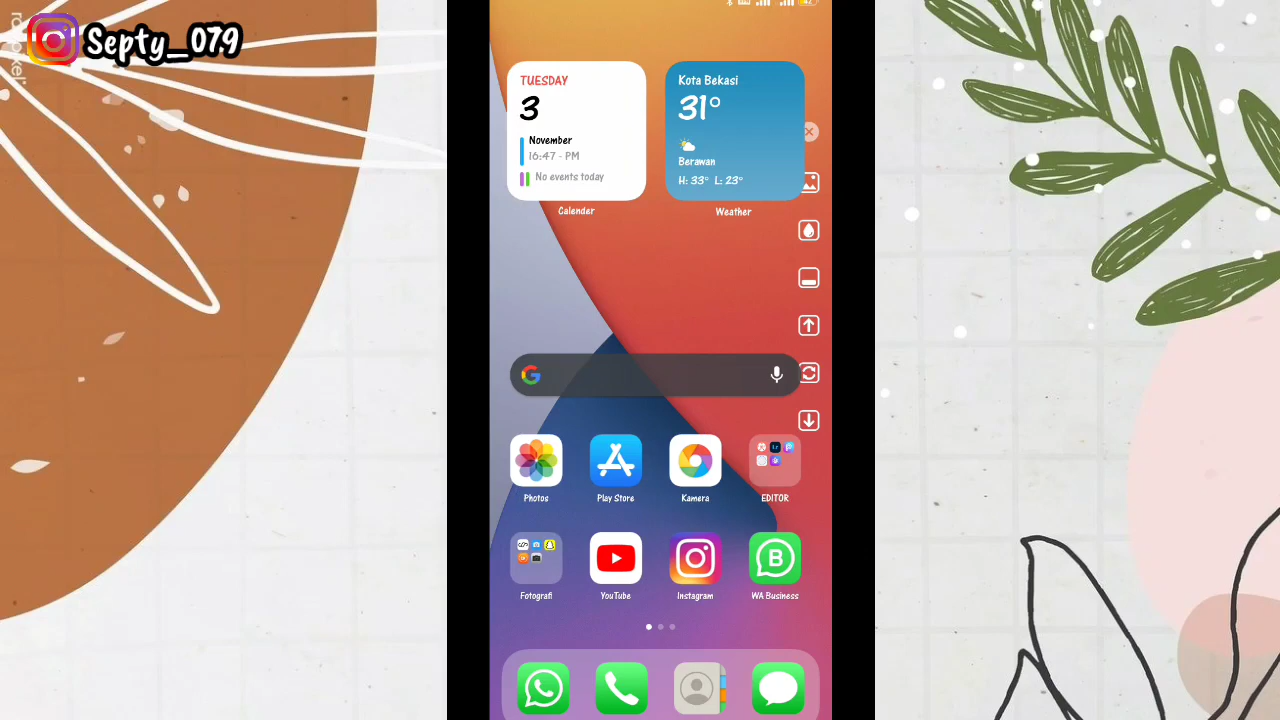 Septy_079
TUESDAY
3
November
16:47 - PM
No events today
Calender
Kota Bekasi
31°
Berawan
H: 33° L: 23°
Weather
Photos
Play Store
Kamera
EDITOR
Fotografi
YouTube
Instagram
WA Business